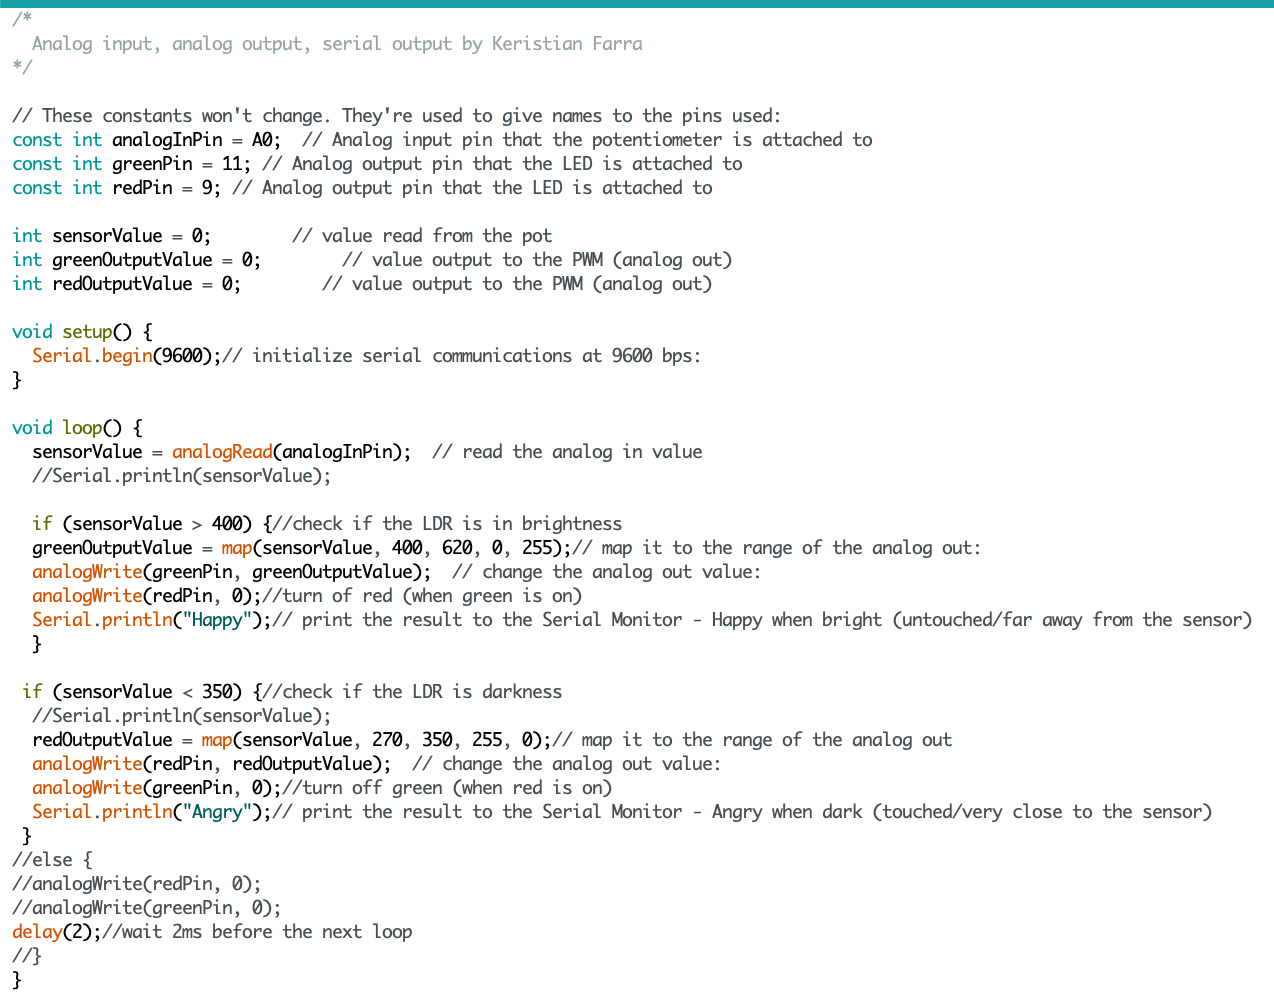 /*
  Analog input, analog output, serial output by Keristian Farra
*/

// These constants won't change. They're used to give names to the pins used:
const int analogInPin = A0;  // Analog input pin that the potentiometer is attached to
const int greenPin = 11; // Analog output pin that the LED is attached to
const int redPin = 9; // Analog output pin that the LED is attached to

int sensorValue = 0;        // value read from the pot
int greenOutputValue = 0;        // value output to the PWM (analog out)
int redOutputValue = 0;        // value output to the PWM (analog out)

void setup() {
  Serial.begin(9600);// initialize serial communications at 9600 bps:
}

void loop() {
  sensorValue = analogRead(analogInPin);  // read the analog in value
  //Serial.println(sensorValue);

  if (sensorValue > 400) {//check if the LDR is in brightness
  greenOutputValue = map(sensorValue, 400, 620, 0, 255);// map it to the range of the analog out:
  analogWrite(greenPin, greenOutputValue);  // change the analog out value:
  analogWrite(redPin, 0);//turn of red (when green is on)
  Serial.println("Happy");// print the result to the Serial Monitor - Happy when bright (untouched/far away from the sensor)
  }

 if (sensorValue < 350) {//check if the LDR is darkness
  //Serial.println(sensorValue);
  redOutputValue = map(sensorValue, 270, 350, 255, 0);// map it to the range of the analog out
  analogWrite(redPin, redOutputValue);  // change the analog out value:
  analogWrite(greenPin, 0);//turn off green (when red is on)
  Serial.println("Angry");// print the result to the Serial Monitor - Angry when dark (touched/very close to the sensor)
 }
//else {
//analogWrite(redPin, 0);
//analogWrite(greenPin, 0);
delay(2);//wait 2ms before the next loop
//}
}